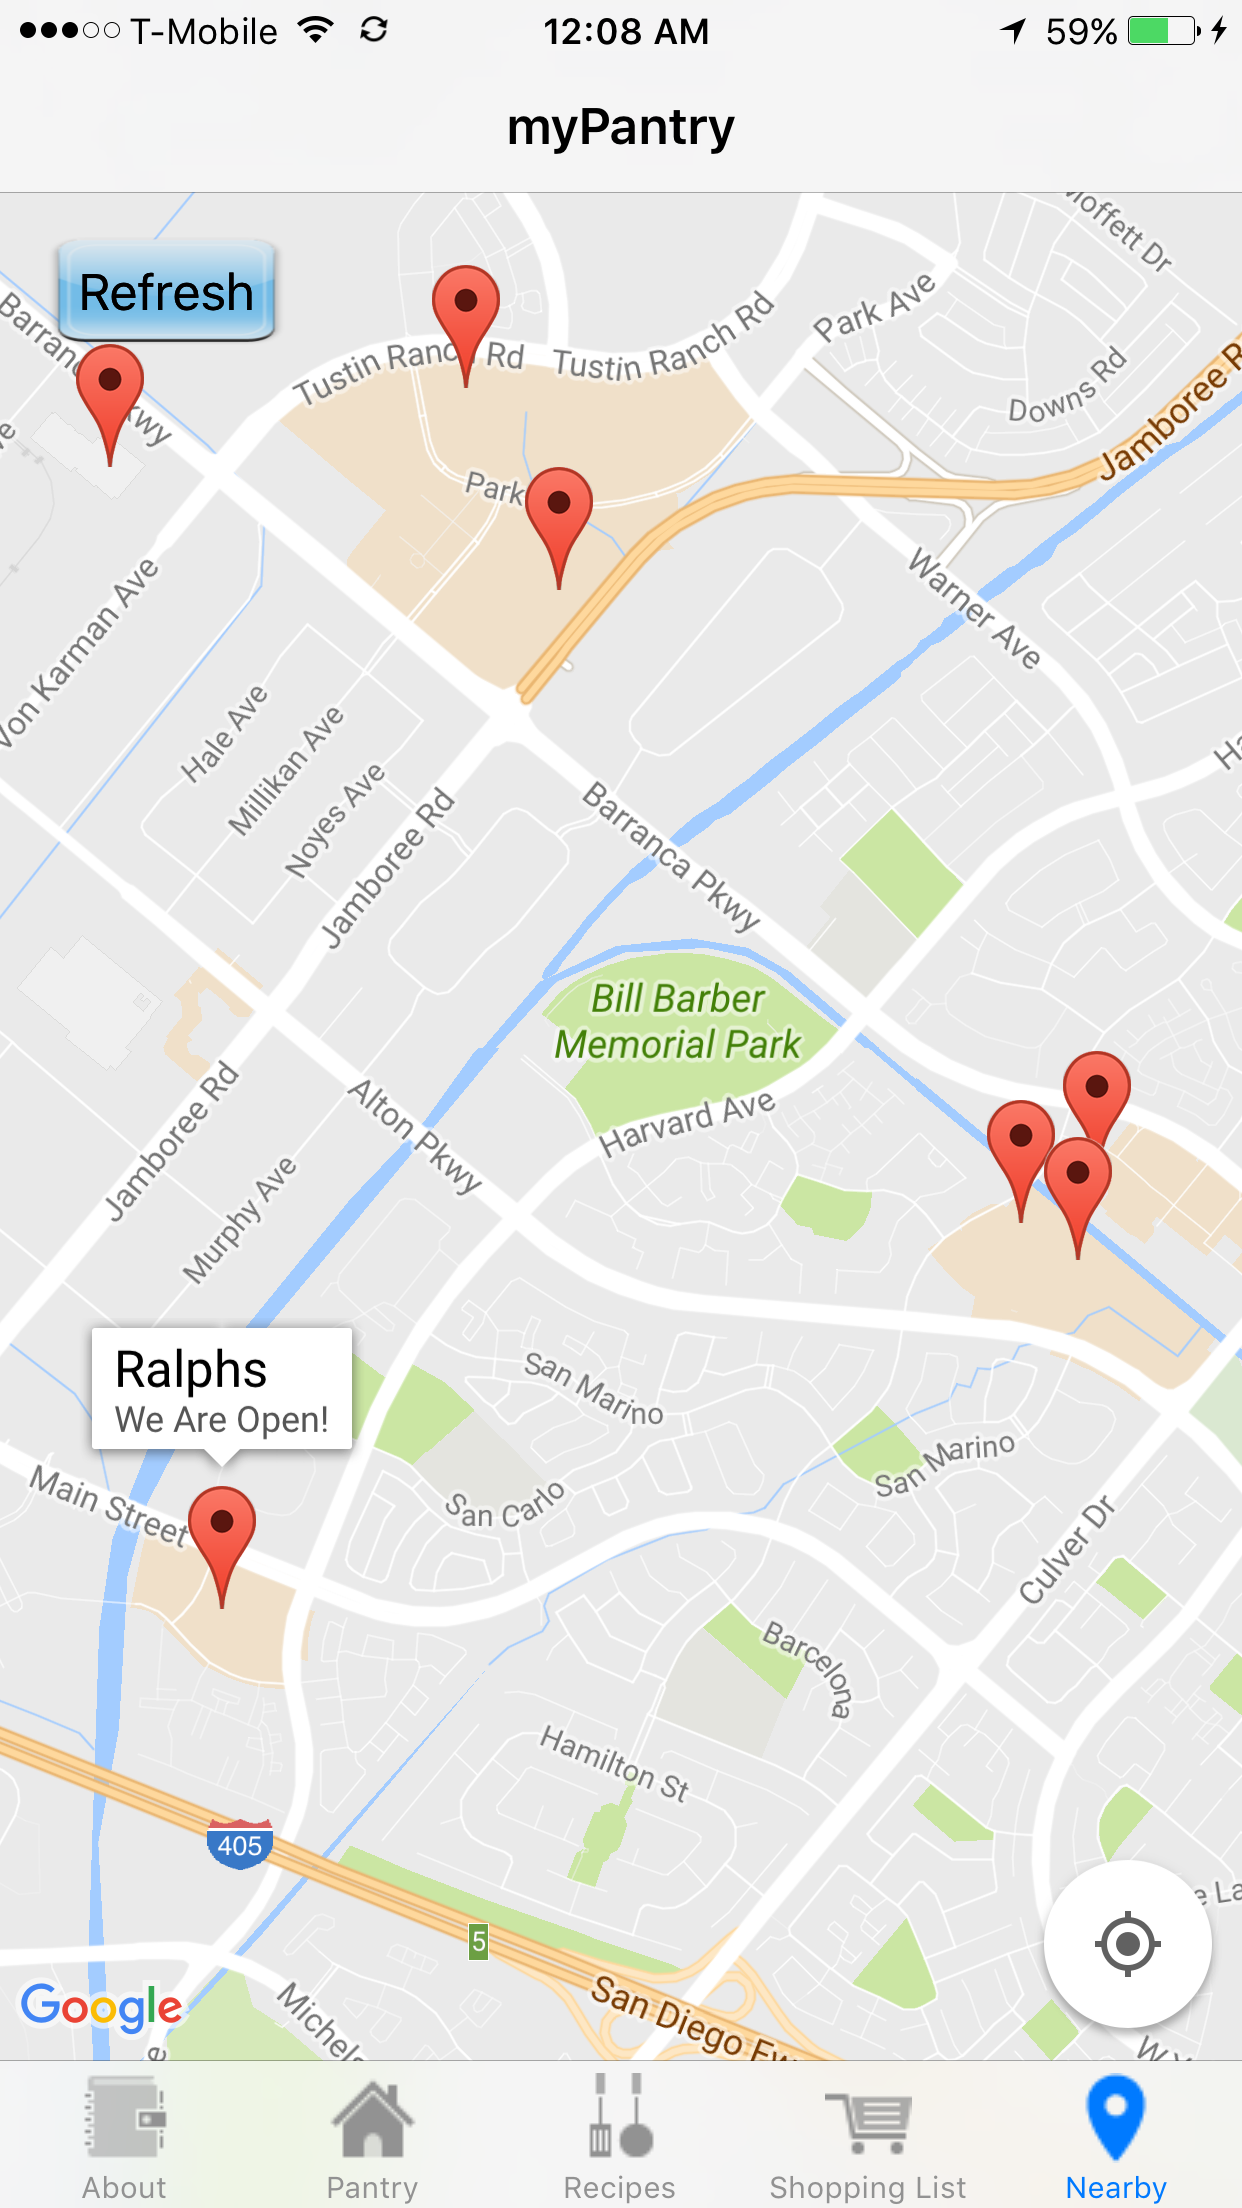 T-Mobile
12:08 AM
59%
myPantry
Refresh
Moffett Dr
Park Ave
Tustin Ranch Rd
Tustin Ranch Rd
Downs Rd
Jamboree R
Park
Warner Ave
Von Karman Ave
Hale Ave
Millikan Ave
Noyes Ave
Jamboree Rd
Barranca Pkwy
Bill Barber
Memorial Park
Harvard Ave
Alton Pkwy
Jamboree Rd
Murphy Ave
Ralphs
We Are Open!
San Marino
San Marino
Main Street
San Carlo
Culver Dr
Barcelona
Hamilton St
405
5
San Diego Fw
Google
About
Pantry
Recipes
Shopping List
Nearby